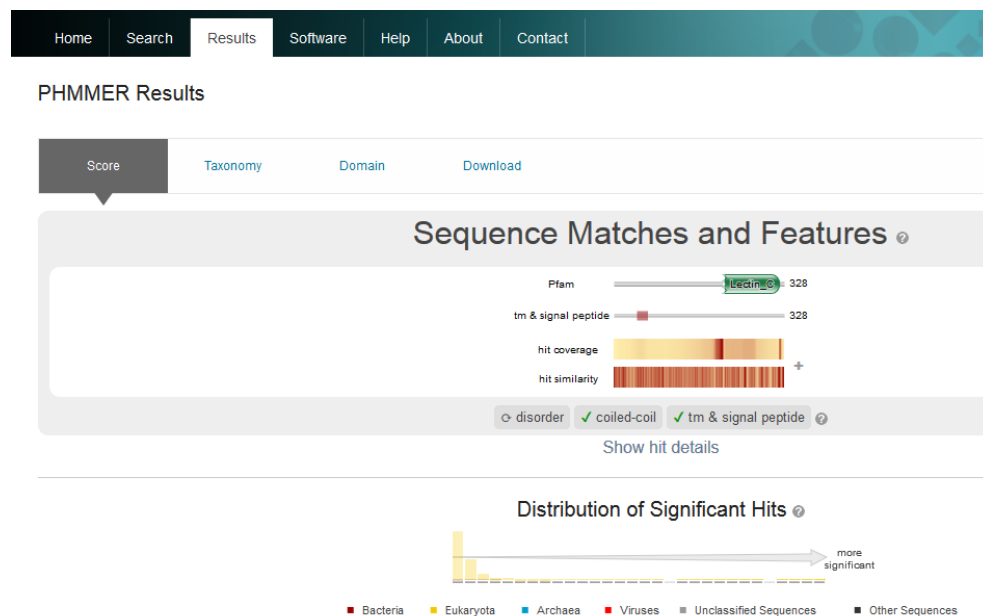 Home Search Results Software Help About Contact
PHMMER Results
Score Taxonomy Domain Download
Sequence Matches and Features ?
Pfam Lectin_C 328
tm & signal peptide 328
hit coverage
+
hit similarity
disorder ✓ coiled-coil ✓ tm & signal peptide ?
Show hit details
Distribution of Significant Hits ?
more
significant
Bacteria Eukaryota Archaea Viruses Unclassified Sequences Other Sequences